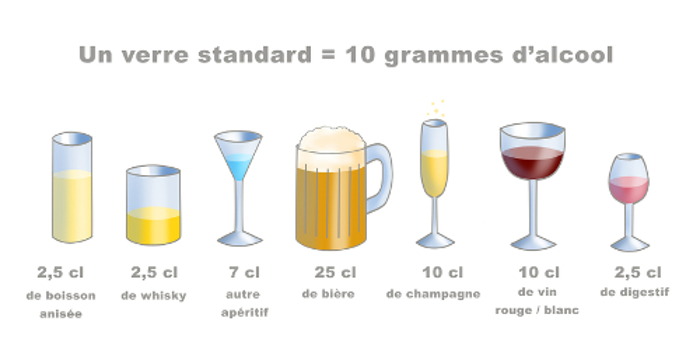 Un verre standard = 10 grammes d'alcool
2,5 cl
de boisson
anisée
2,5 cl
de whisky
7 cl
autre
apéritif
25 cl
de bière
10 cl
de champagne
10 cl
de vin
rouge / blanc
2,5 cl
de digestif